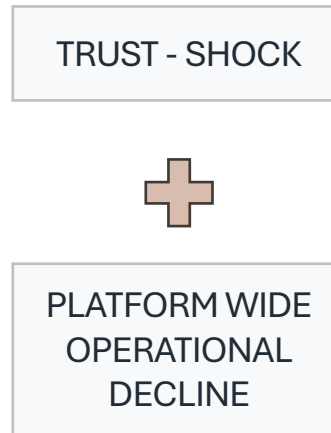 TRUST - SHOCK
PLATFORM WIDE
OPERATIONAL
DECLINE